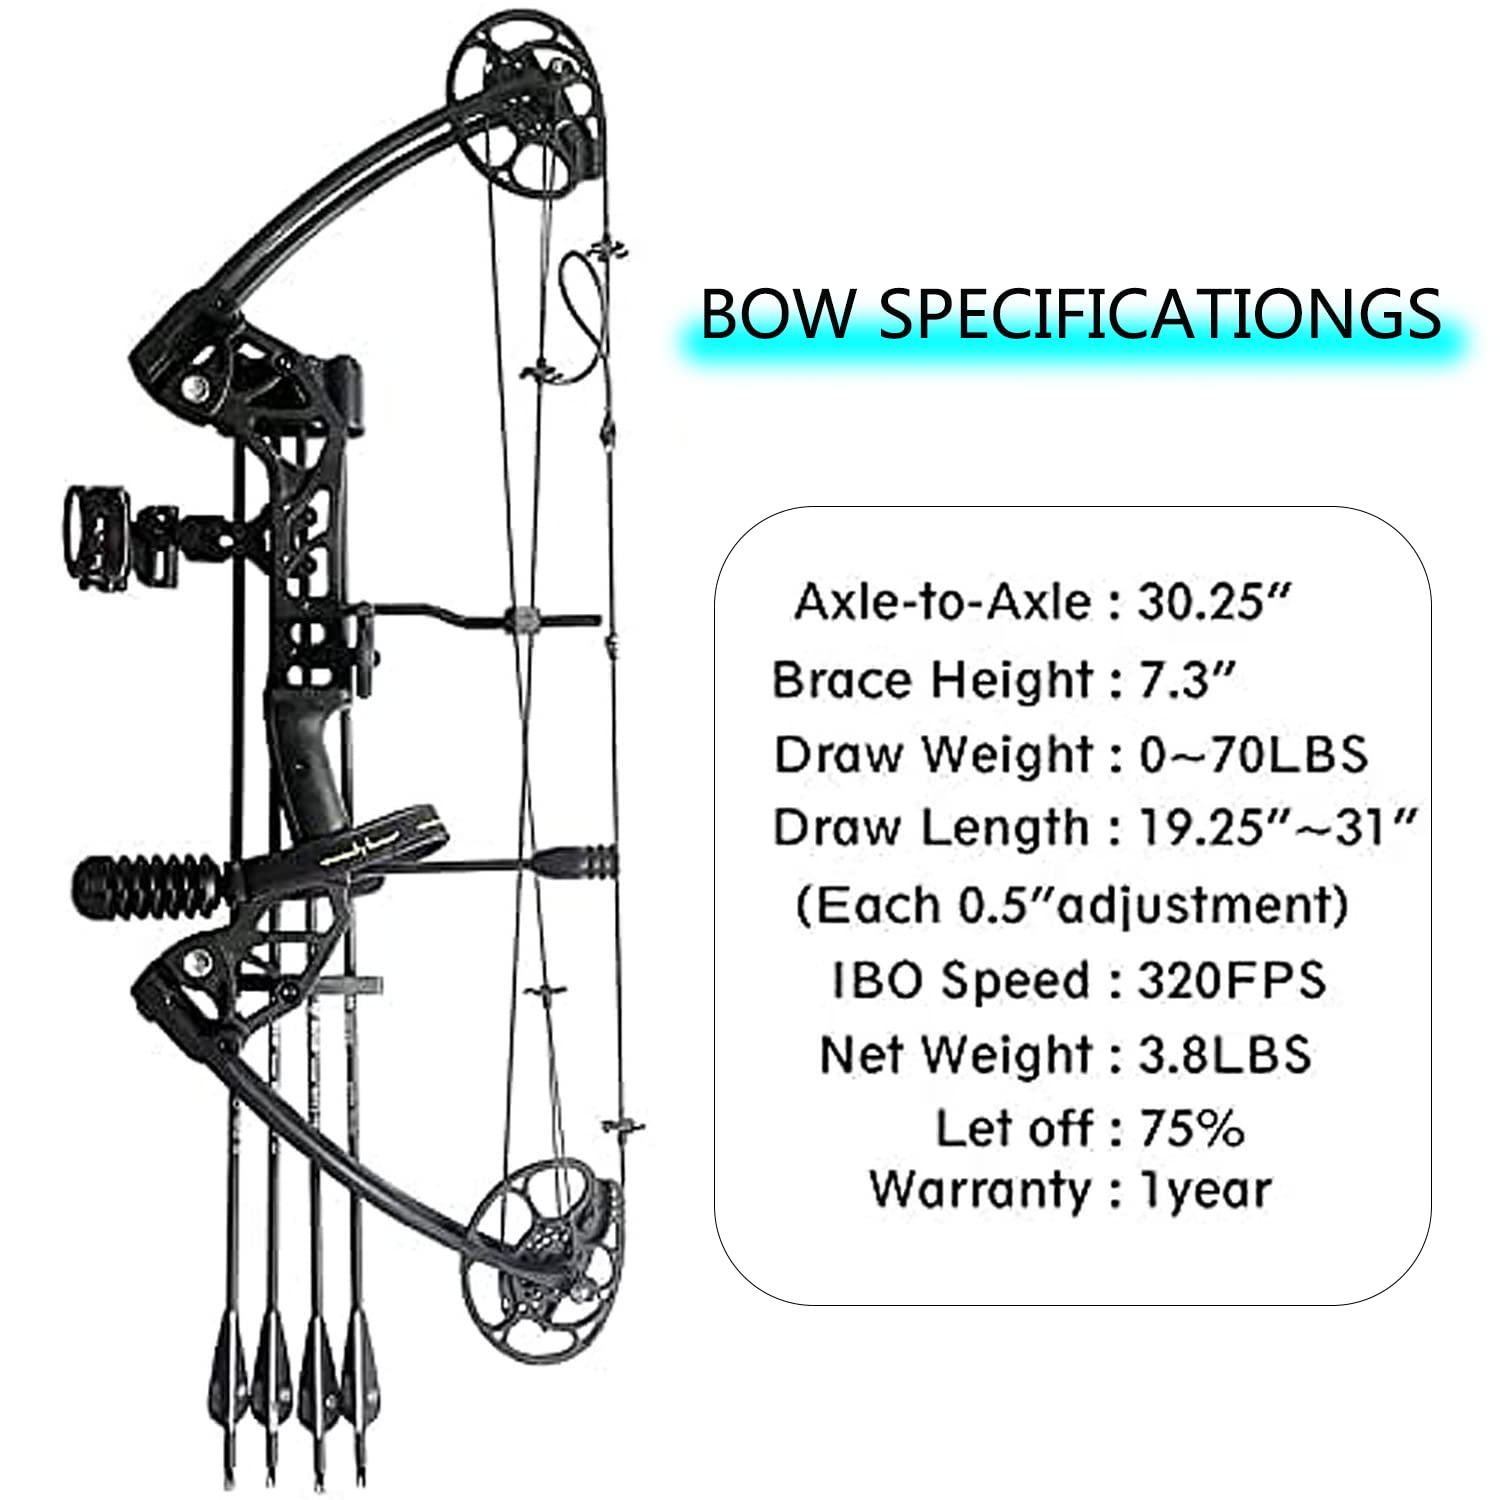 BOW SPECIFICATIONGS
Axle-to-Axle : 30.25"
Brace Height : 7.3"
Draw Weight : 0~70LBS
Draw Length : 19.25"~31"
(Each 0.5"adjustment)
IBO Speed : 320FPS
Net Weight : 3.8LBS
Let off : 75%
Warranty : 1year